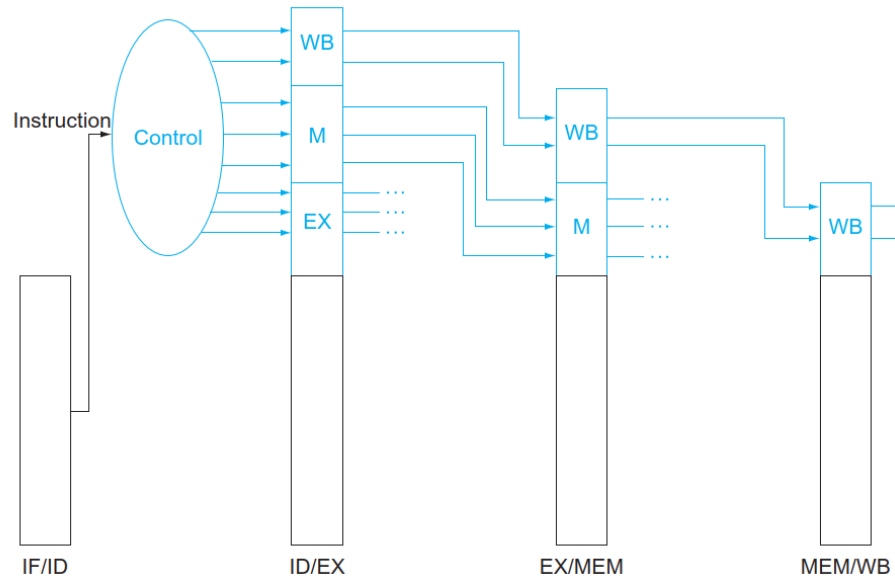 WB
Instruction
Control
M
EX
...
...
...
WB
M
...
...
...
WB
IF/ID
ID/EX
EX/MEM
MEM/WB